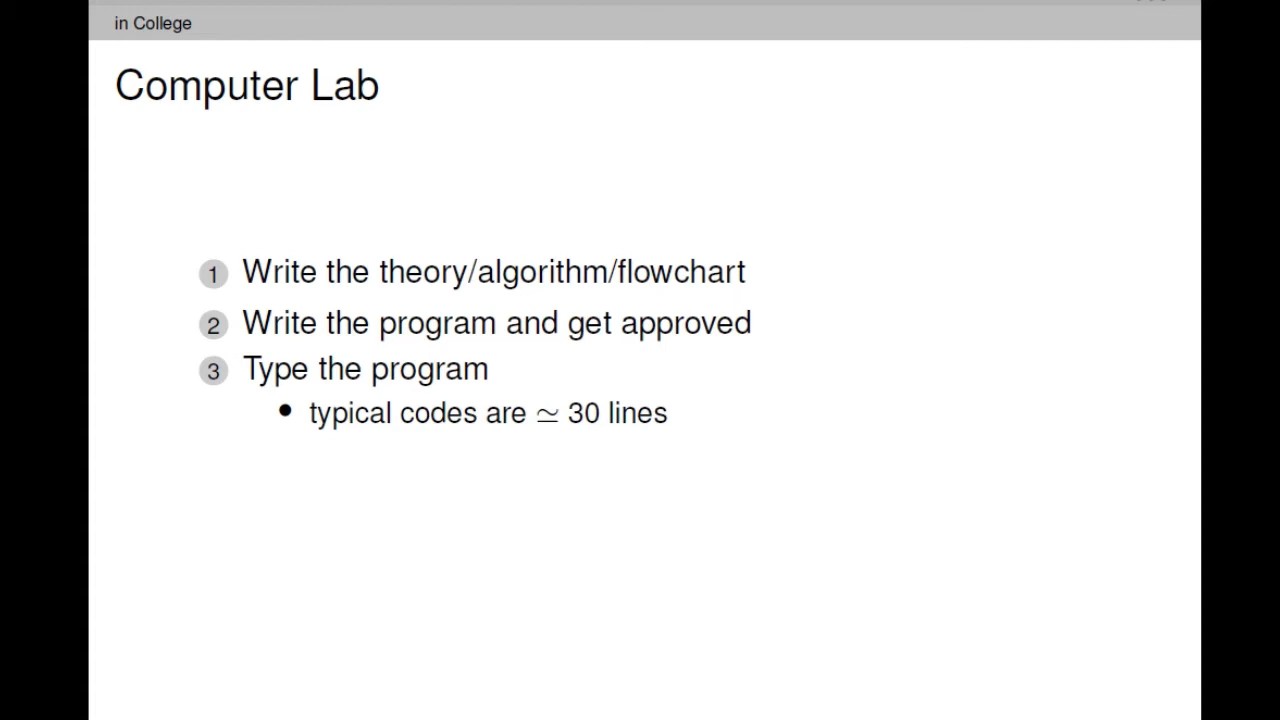 in College
Computer Lab
1 Write the theory/algorithm/flowchart
2 Write the program and get approved
3 Type the program
• typical codes are ≃ 30 lines